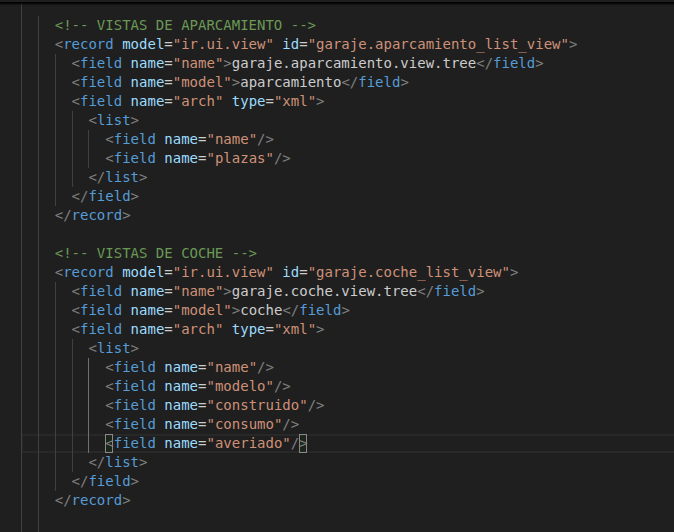 <!-- VISTAS DE APARCAMIENTO -->
<record model="ir.ui.view" id="garaje.aparcamiento_list_view">
<field name="name">garaje.aparcamiento.view.tree</field>
<field name="model">aparcamiento</field>
<field name="arch" type="xml">
<list>
<field name="name"/>
<field name="plazas"/>
</list>
</field>
</record>
<!-- VISTAS DE COCHE -->
<record model="ir.ui.view" id="garaje.coche_list_view">
<field name="name">garaje.coche.view.tree</field>
<field name="model">coche</field>
<field name="arch" type="xml">
<list>
<field name="name"/>
<field name="modelo"/>
<field name="construido"/>
<field name="consumo"/>
<field name="averiado"/>
</list>
</field>
</record>